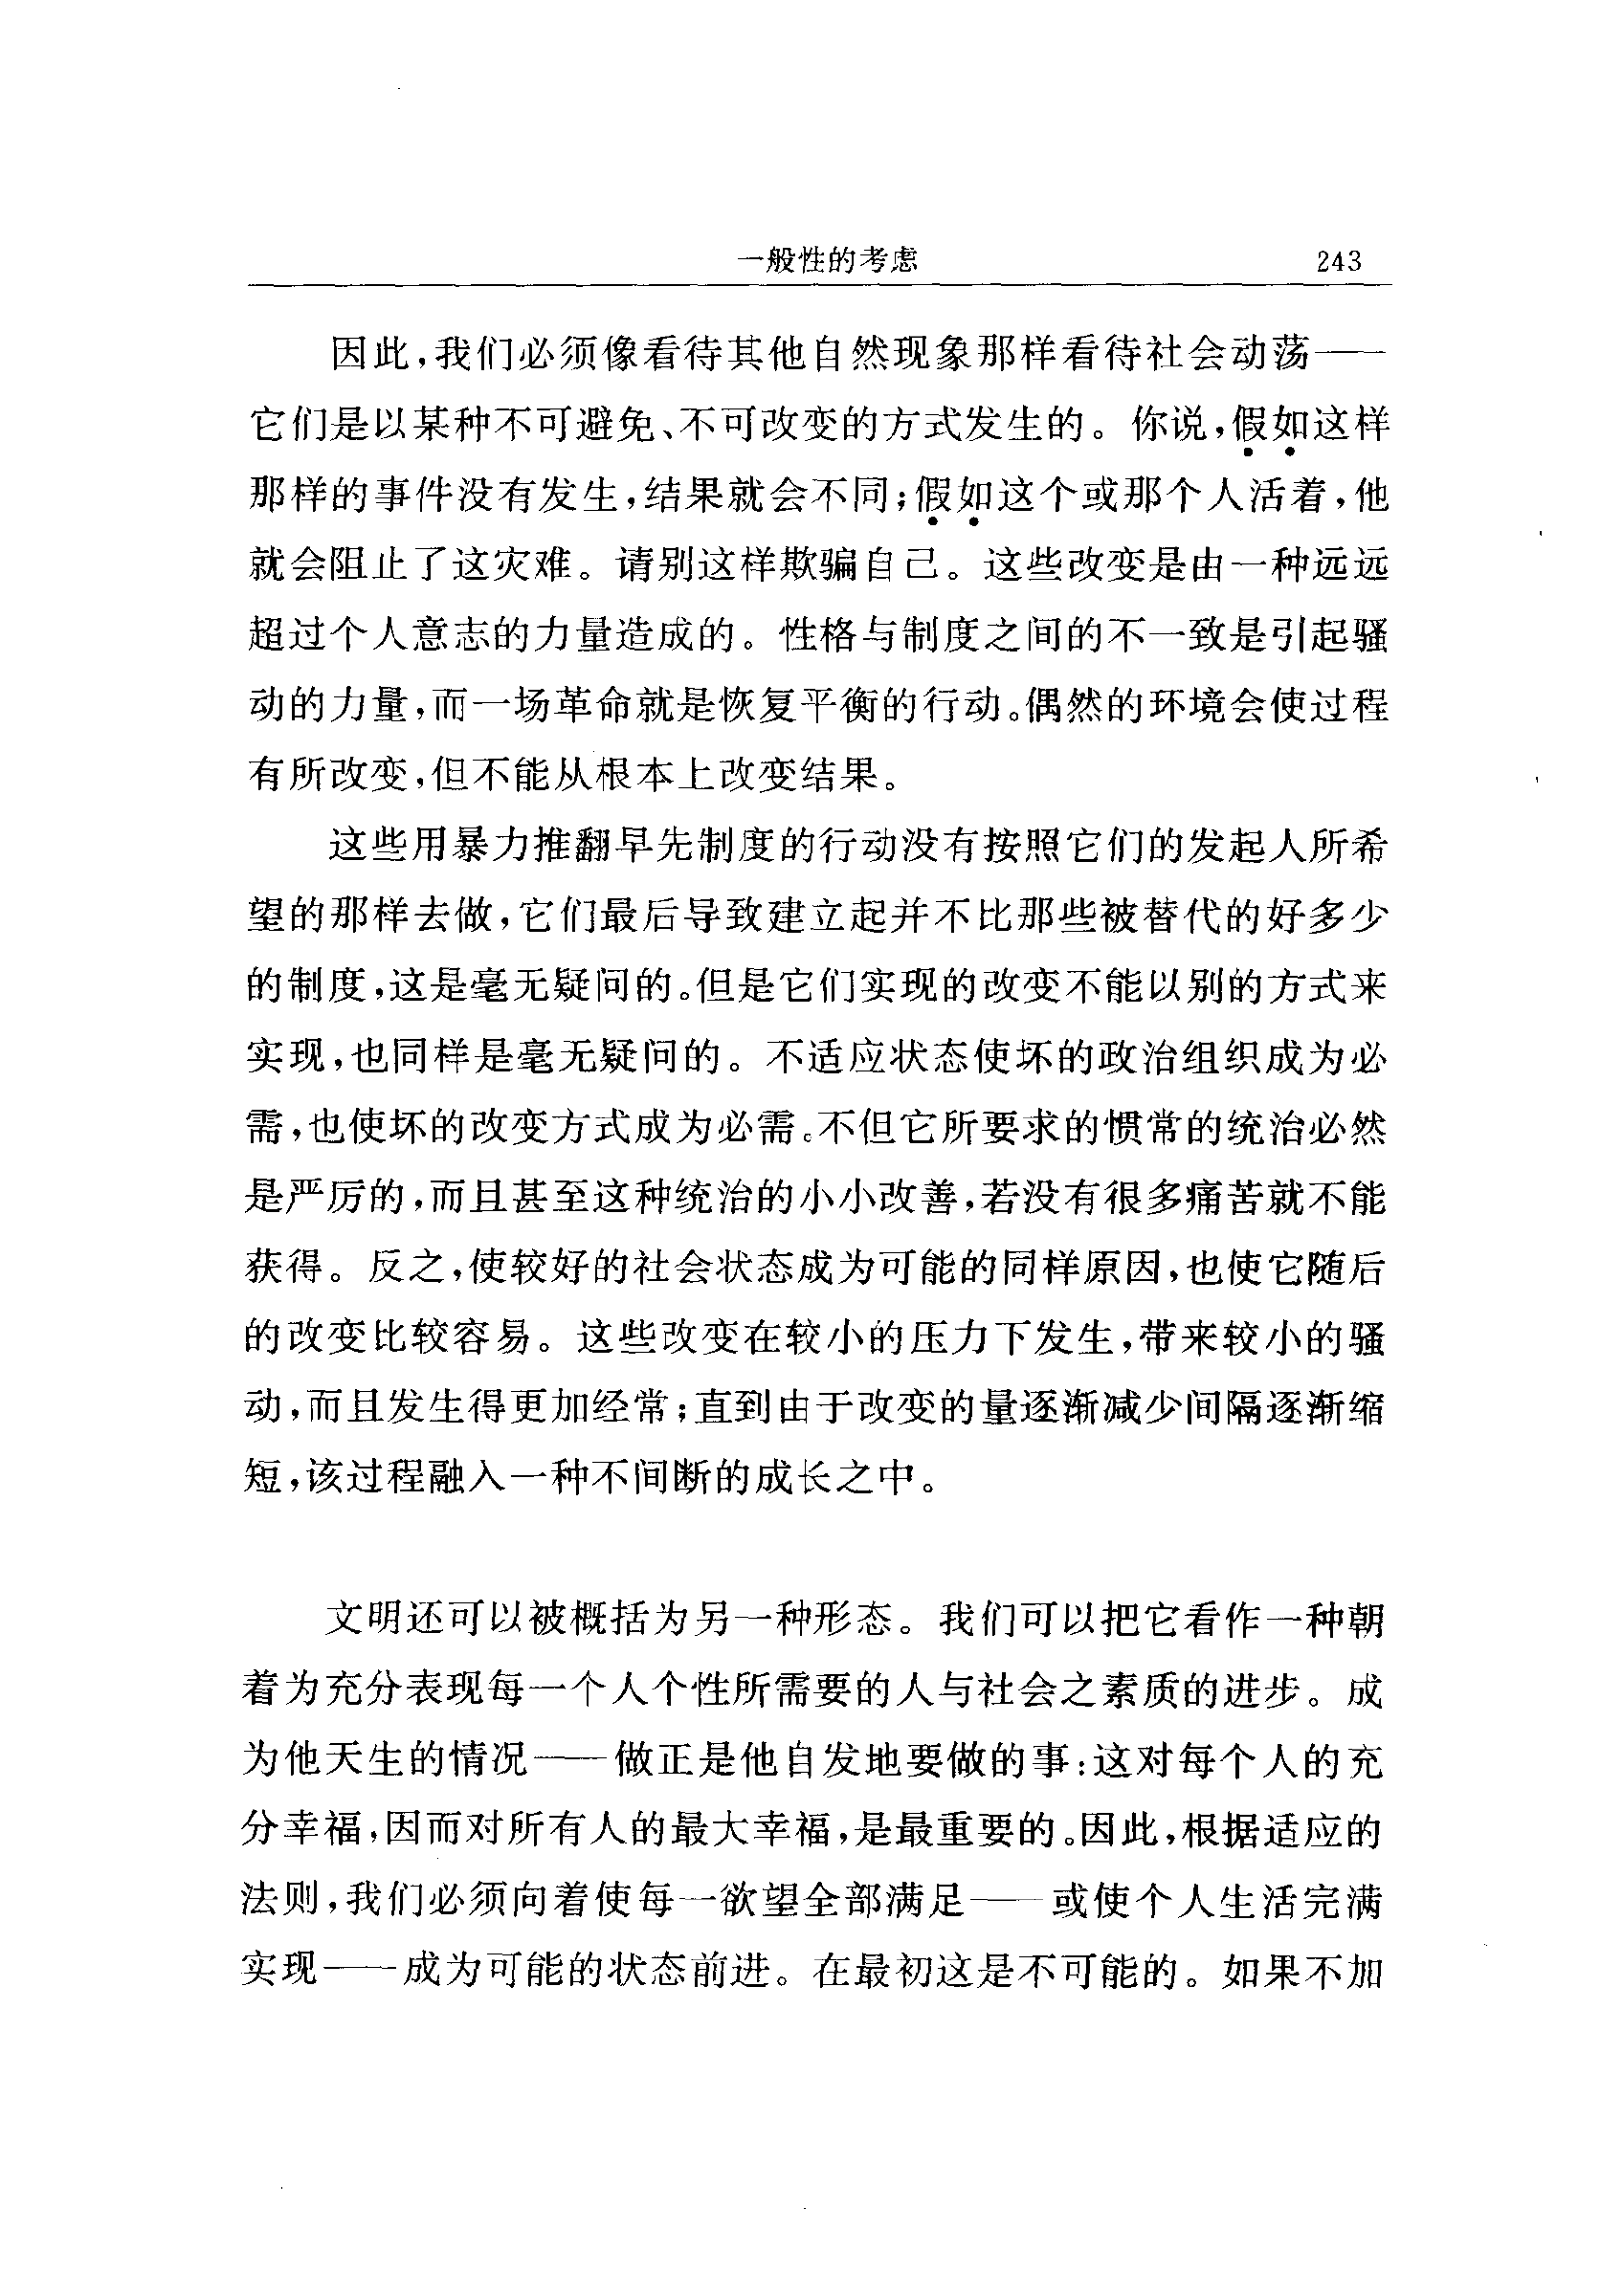 一般性的考虑 243
因此,我们必须像看待其他自然现象那样看待社会动荡——
它们是以某种不可避免、不可改变的方式发生的。你说,假如这样
那样的事件没有发生,结果就会不同;假如这个或那个人活着,他
就会阻止了这灾难。请别这样欺骗自己。这些改变是由一种远远
超过个人意志的力量造成的。性格与制度之间的不一致是引起骚
动的力量,而一场革命就是恢复平衡的行动。偶然的环境会使过程
有所改变,但不能从根本上改变结果。
这些用暴力推翻早先制度的行动没有按照它们的发起人所希
望的那样去做,它们最后导致建立起并不比那些被替代的好多少
的制度,这是毫无疑问的。但是它们实现的改变不能以别的方式来
实现,也同样是毫无疑问的。不适应状态使坏的政治组织成为必
需,也使坏的改变方式成为必需。不但它所要求的惯常的统治必然
是严厉的,而且甚至这种统治的小小改善,若没有很多痛苦就不能
获得。反之,使较好的社会状态成为可能的同样原因,也使它随后
的改变比较容易。这些改变在较小的压力下发生,带来较小的骚
动,而且发生得更加经常;直到由于改变的量逐渐减少间隔逐渐缩
短,该过程融入一种不间断的成长之中。
文明还可以被概括为另一种形态。我们可以把它看作一种朝
着为充分表现每一个人个性所需要的人与社会之素质的进步。成
为他天生的情况——做正是他自发地要做的事:这对每个人的充
分幸福,因而对所有人的最大幸福,是最重要的。因此,根据适应的
法则,我们必须向着使每一欲望全部满足——或使个人生活完满
实现——成为可能的状态前进。在最初这是不可能的。如果不加